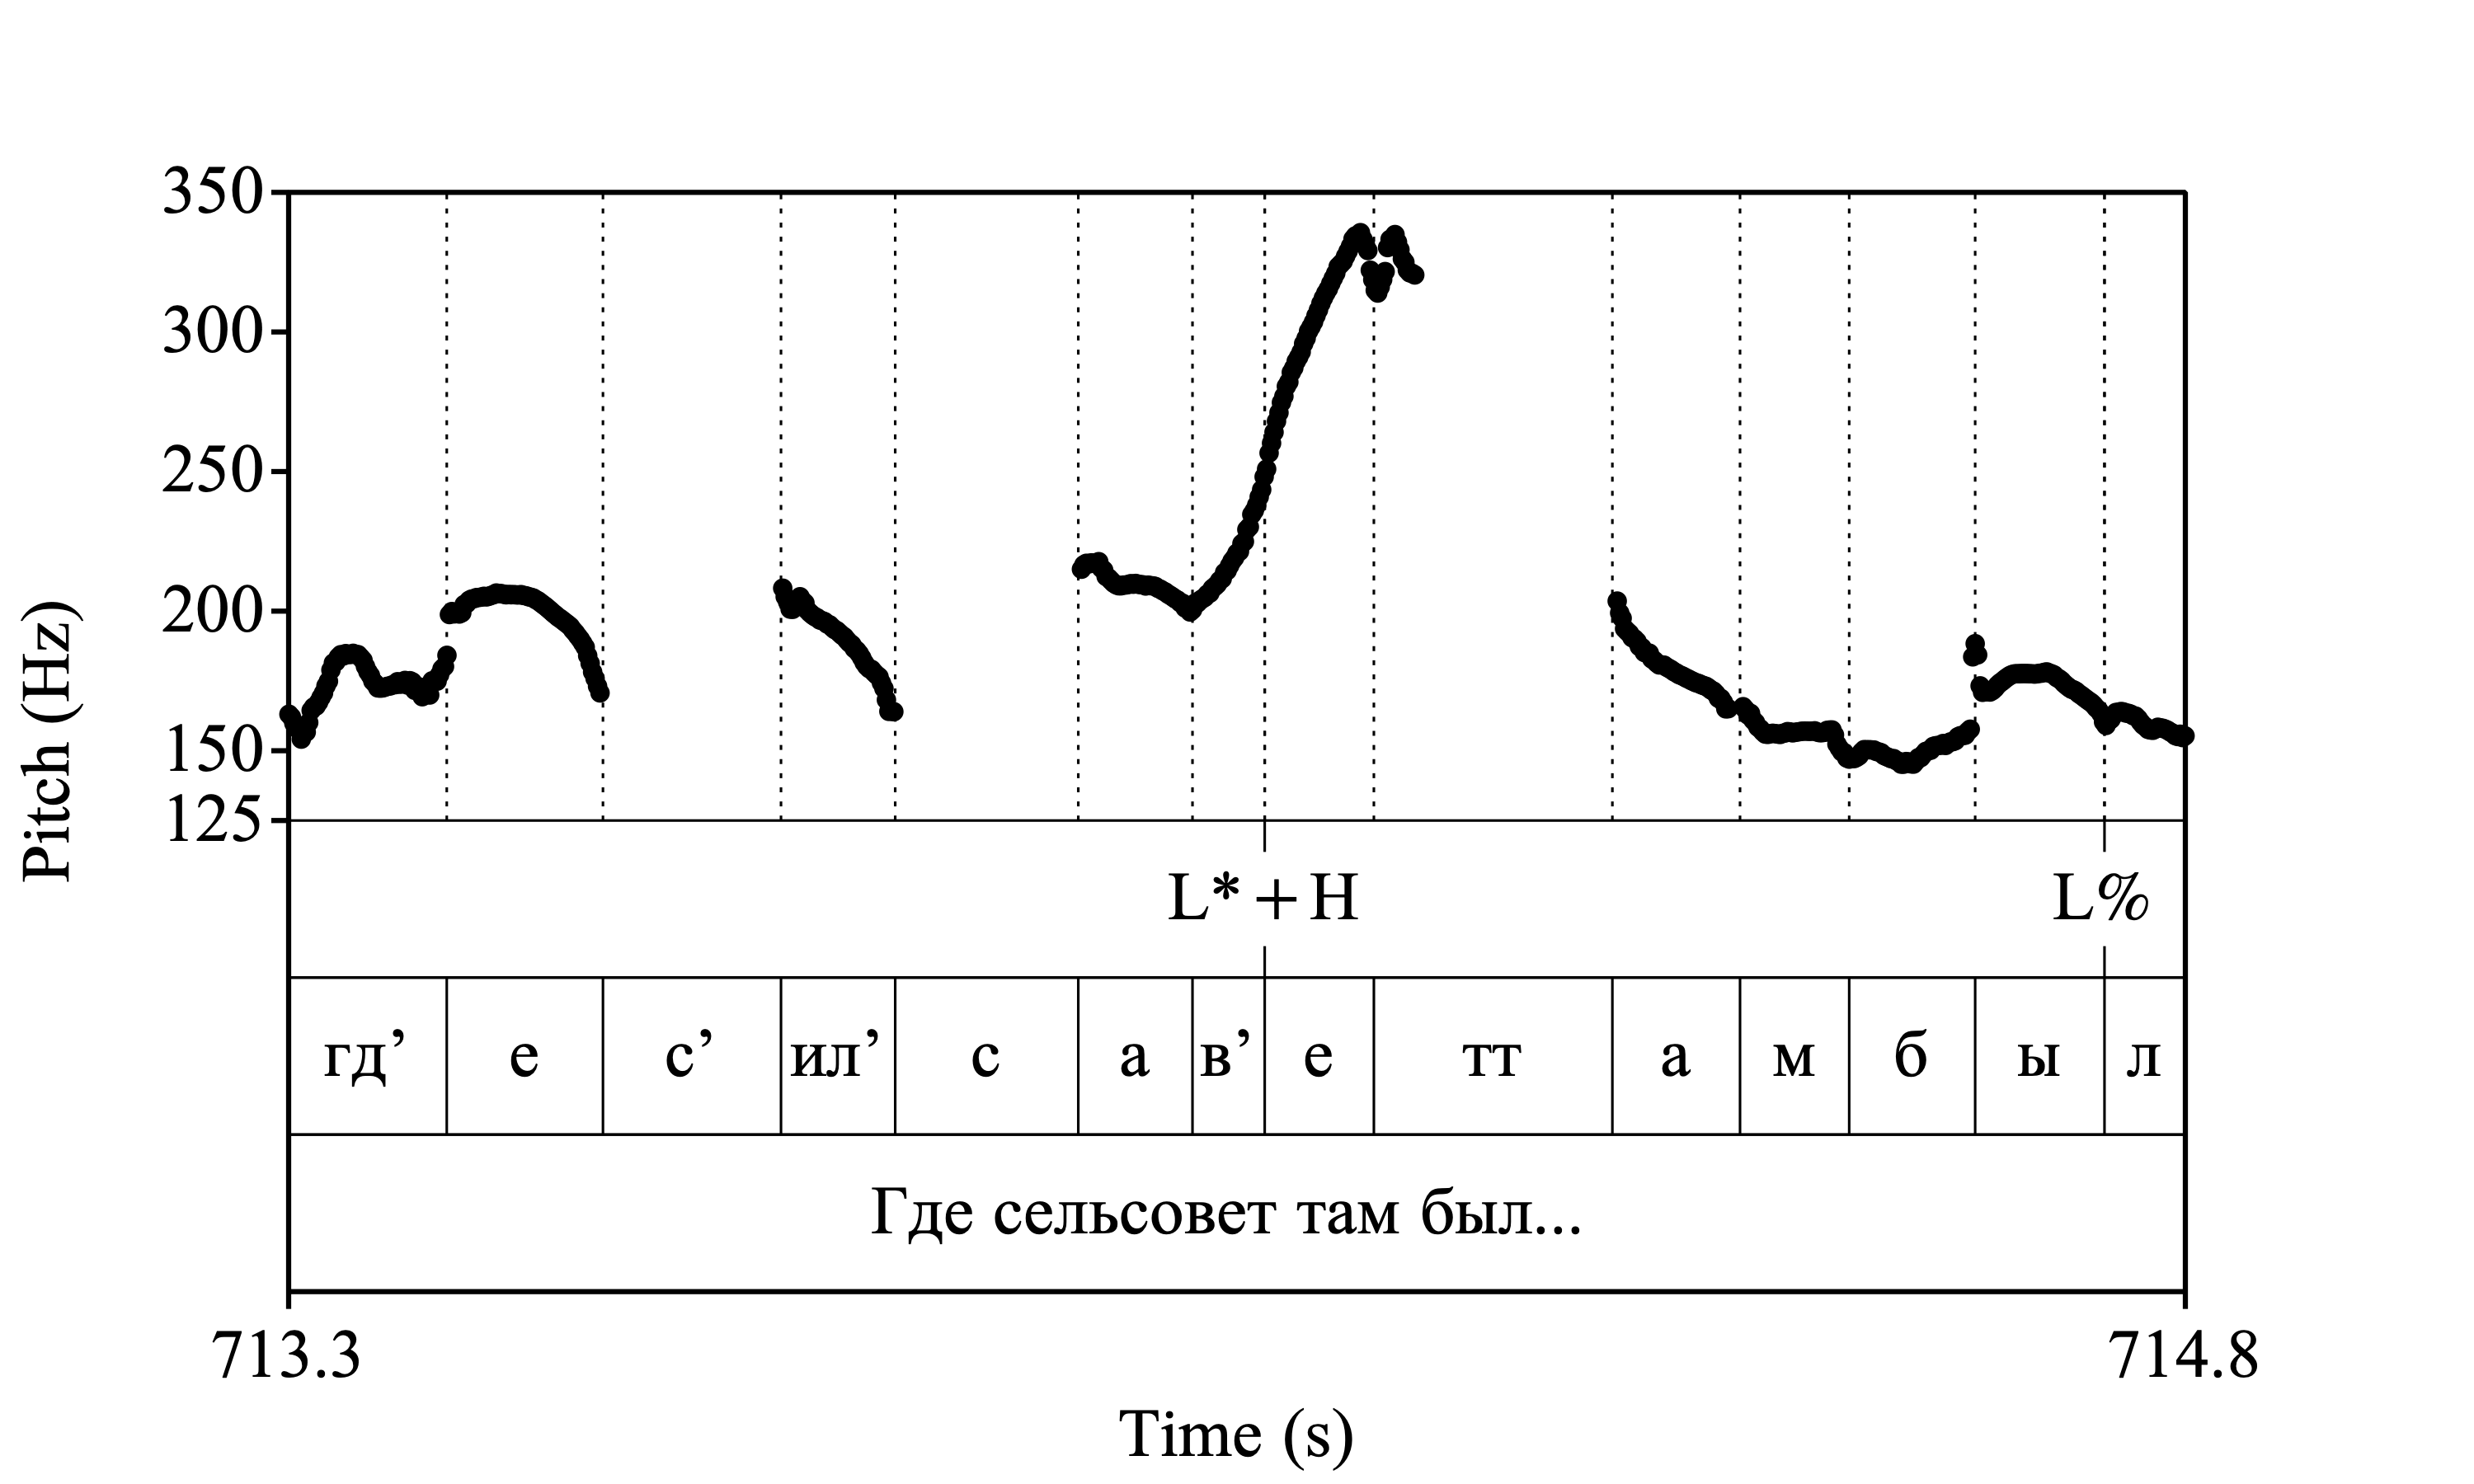 350
300
250
200
150
125
Pitch (Hz)
L*+H L%
гд’ е с’ ил’ с а в’ е тт а м б ы л
Где сельсовет там был...
713.3 714.8
Time (s)